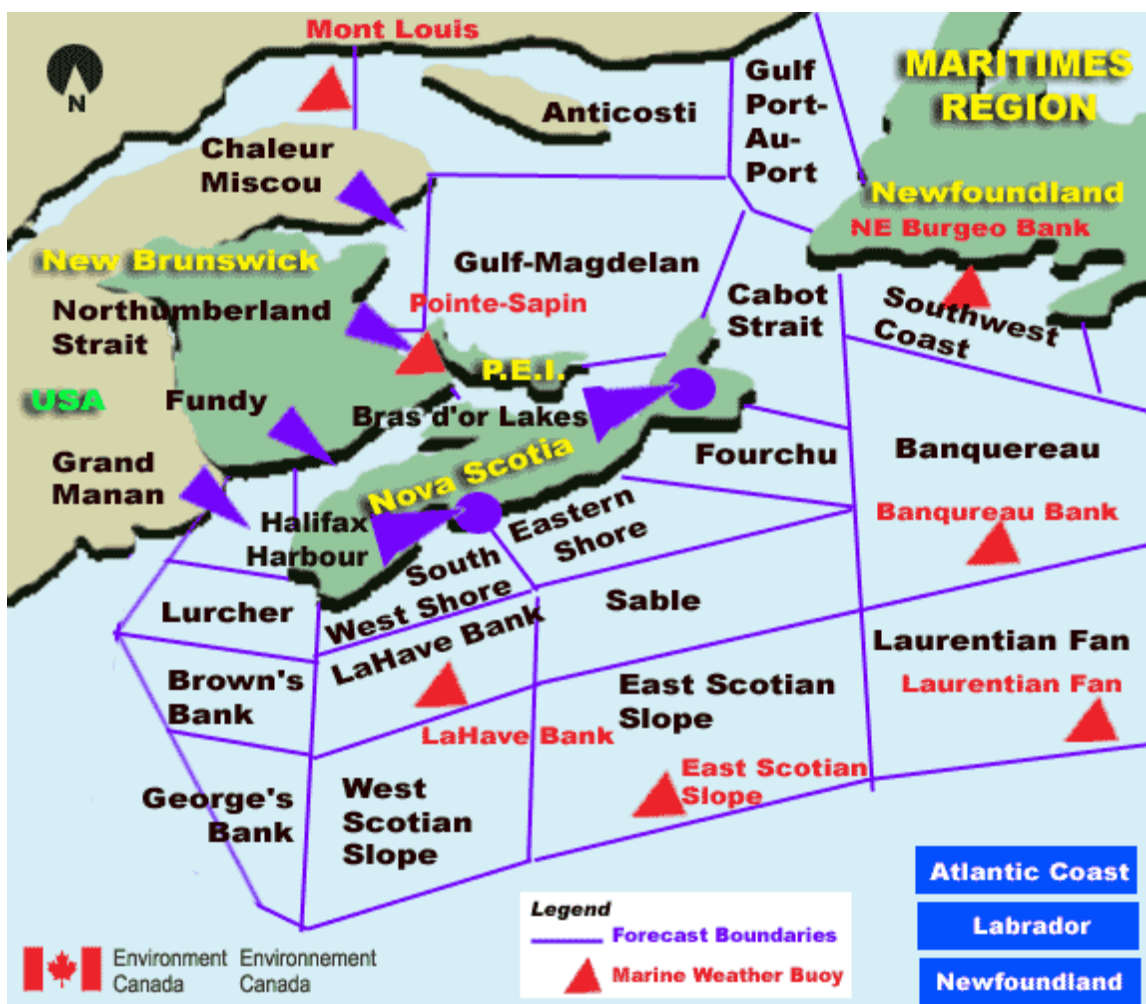 Mont Louis
N
Anticosti
Gulf
Port-
Au-
Port
MARITIMES
REGION
Chaleur
Miscou
Newfoundland
NE Burgeo Bank
New Brunswick
Gulf-Magdelan
Northumberland
Strait
Pointe-Sapin
Cabot
Strait
Southwest
Coast
P.E.I.
USA
Fundy
Bras d'or Lakes
Fourchu
Banquereau
Grand
Manan
Nova Scotia
Banqureau Bank
Halifax
Harbour
Eastern
Shore
South
West Shore
Lurcher
Sable
LaHave Bank
Laurentian Fan
Brown's
Bank
East Scotian
Slope
Laurentian Fan
LaHave Bank
East Scotian
Slope
George's
Bank
West
Scotian
Slope
Atlantic Coast
Labrador
Newfoundland
Legend
Forecast Boundaries
Marine Weather Buoy
Environment Environnement
Canada Canada